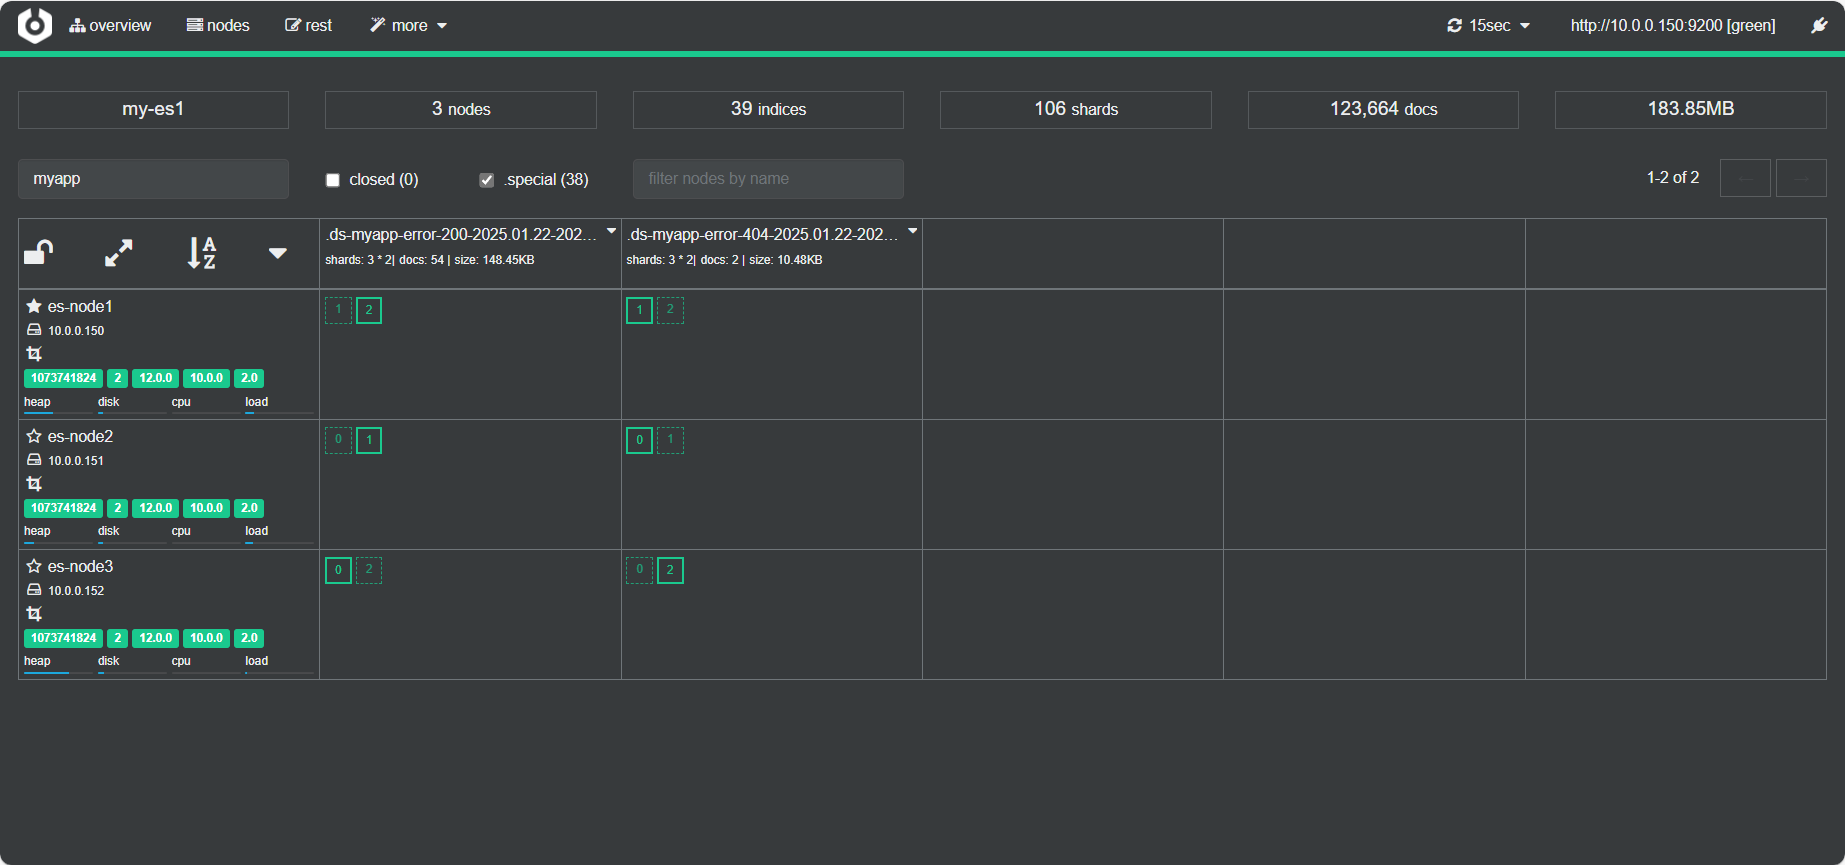 overview nodes rest more 15sec http://10.0.0.150:9200 [green]
my-es1 3 nodes 39 indices 106 shards 123,664 docs 183.85MB
myapp closed (0) .special (38) filter nodes by name 1-2 of 2 ← →
.ds-myapp-error-200-2025.01.22-202... .ds-myapp-error-404-2025.01.22-202...
A
Z
shards: 3 * 2| docs: 54 | size: 148.45KB shards: 3 * 2| docs: 2 | size: 10.48KB
es-node1 1 2 1 2
10.0.0.150
1073741824 2 12.0.0 10.0.0 2.0
heap disk cpu load
es-node2 0 1 0 1
10.0.0.151
1073741824 2 12.0.0 10.0.0 2.0
heap disk cpu load
es-node3 0 2 0 2
10.0.0.152
1073741824 2 12.0.0 10.0.0 2.0
heap disk cpu load